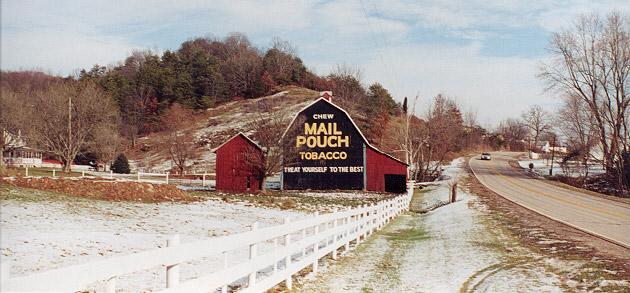 CHEW
MAIL
POUCH
TOBACCO
TREAT YOURSELF TO THE BEST